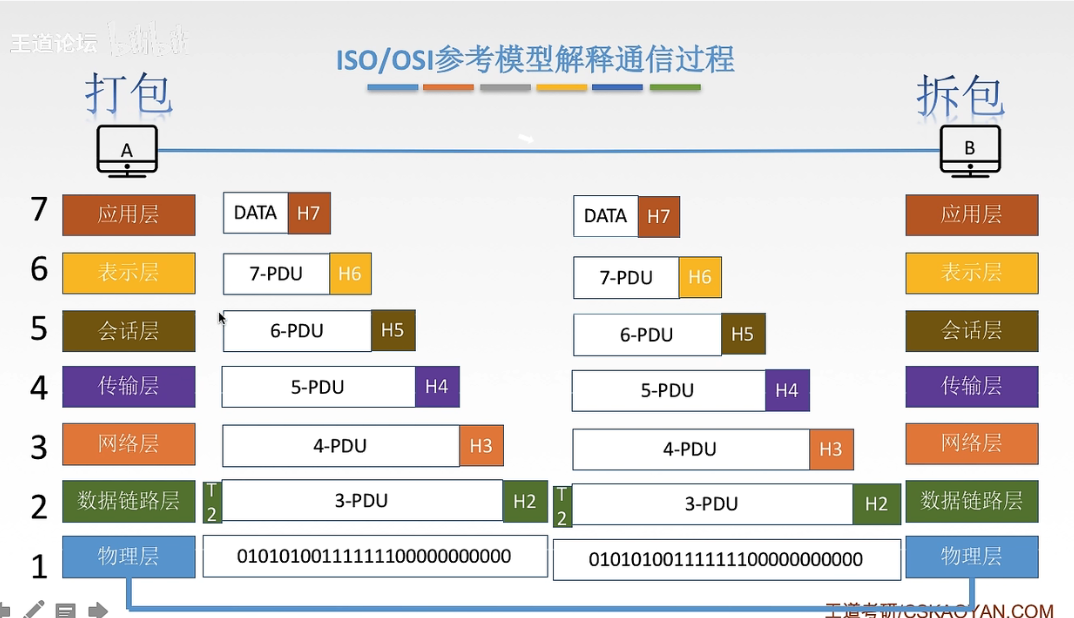 王道论坛 bilibili
ISO/OSI参考模型解释通信过程
打包
拆包
A
B
7 应用层 DATA H7 DATA H7 应用层
6 表示层 7-PDU H6 7-PDU H6 表示层
5 会话层 6-PDU H5 6-PDU H5 会话层
4 传输层 5-PDU H4 5-PDU H4 传输层
3 网络层 4-PDU H3 4-PDU H3 网络层
2 数据链路层 T2 3-PDU H2 T2 3-PDU H2 数据链路层
1 物理层 010101001111111100000000000 010101001111111100000000000 物理层
王道考研/CSKAOYAN.COM